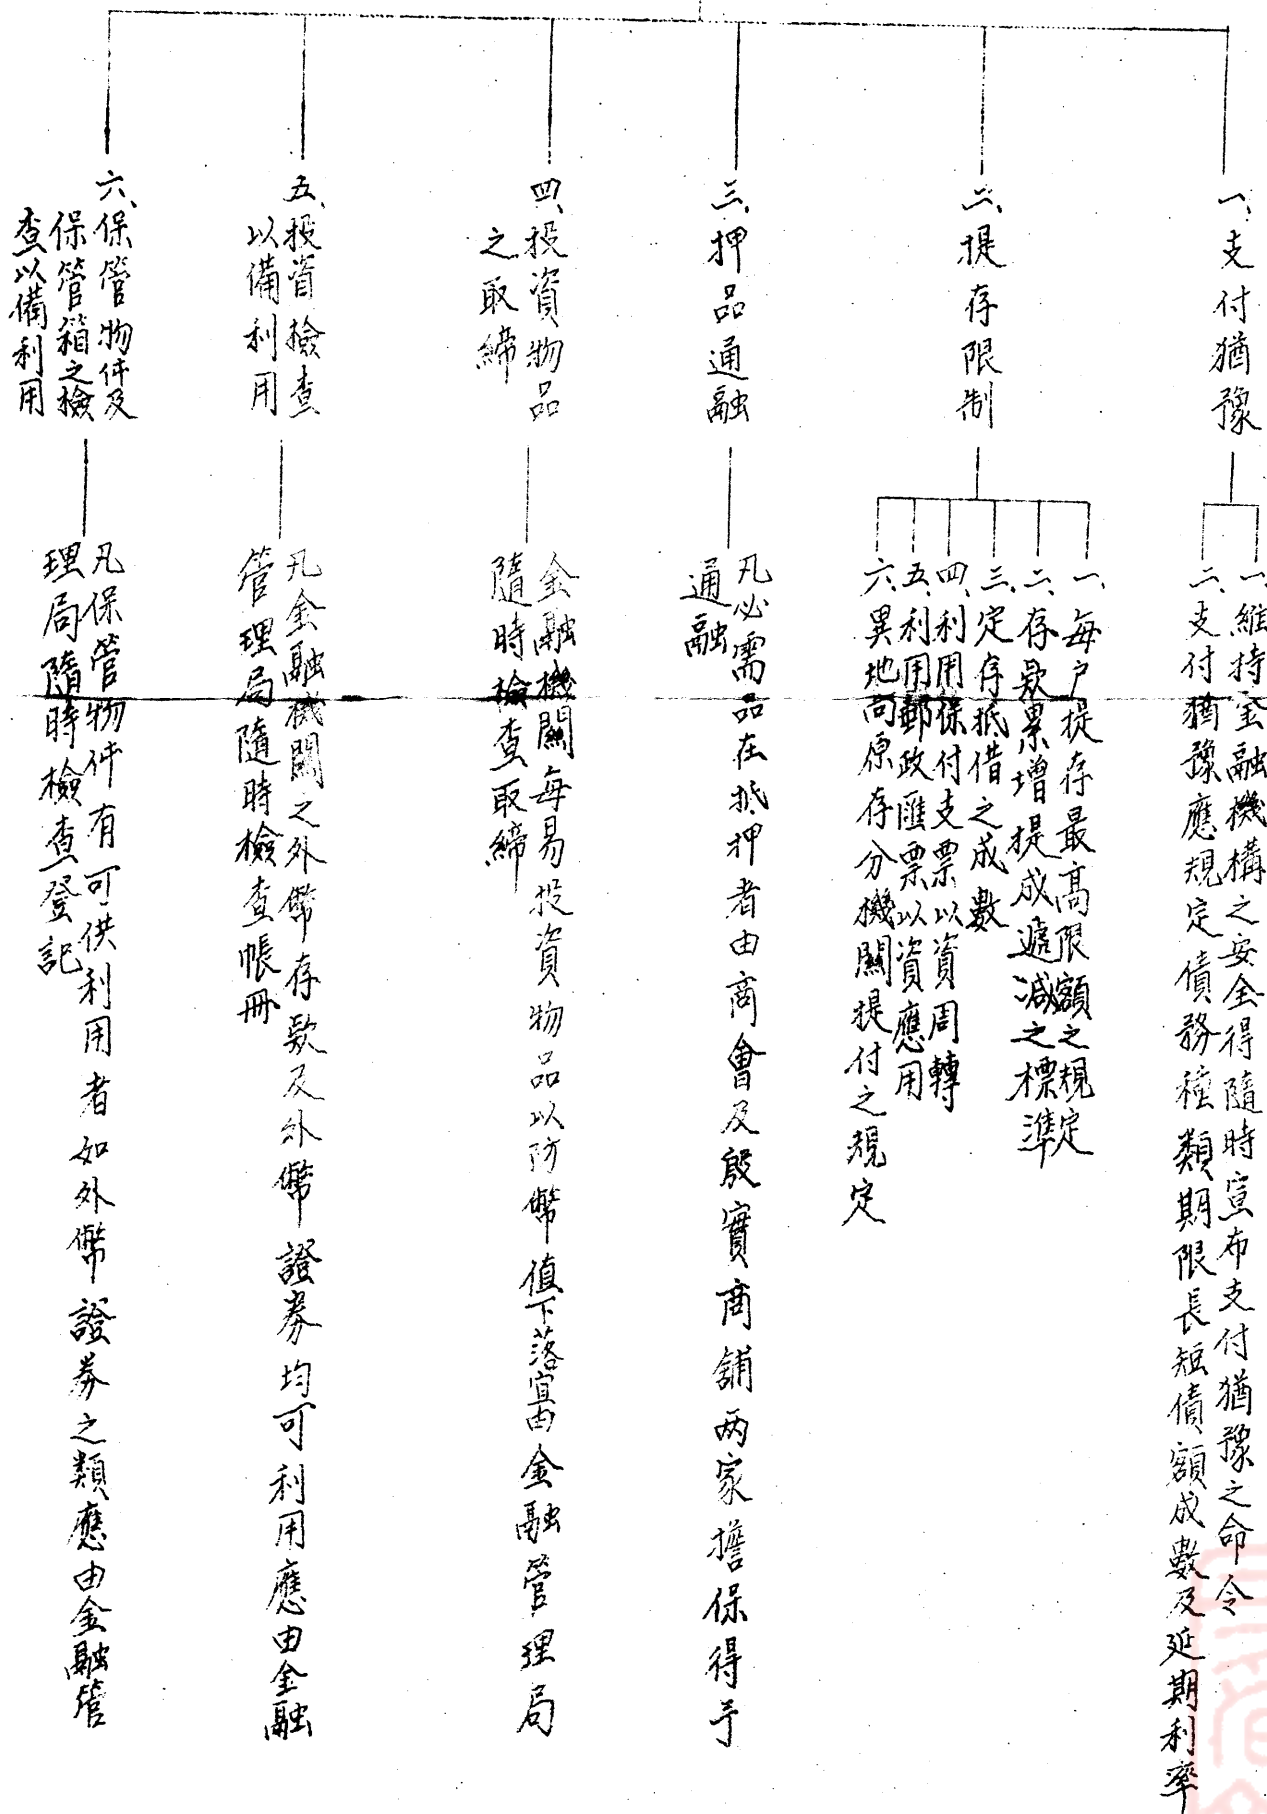 一、支付猶豫
一、維持金融機構之安全得隨時宣布支付猶豫之命令
二、支付猶豫應規定債務種類期限長短債額成數及延期利率
二、提存限制
一、每户提存最高限額之規定
二、存款累增提成遞減之標準
三、定存抵借之成數
四、利用保付支票以資周轉
五、利用郵政匯票以資應用
六、異地向原存分機關提付之規定
三、押品通融
凡必需品在抵押者由商會及殷實商舖两家擔保得予
通融
四、投資物品
之取締
金融機關每易投資物品以防幣值下落宜由金融管理局
隨時檢查取締
五、投資檢查
以備利用
凡金融機關之外幣存款及外幣證券均可利用應由金融
管理局隨時檢查帳冊
六、保管物件及
保管箱之檢
查以備利用
凡保管物件有可供利用者如外幣證券之類應由金融管
理局隨時檢查登記